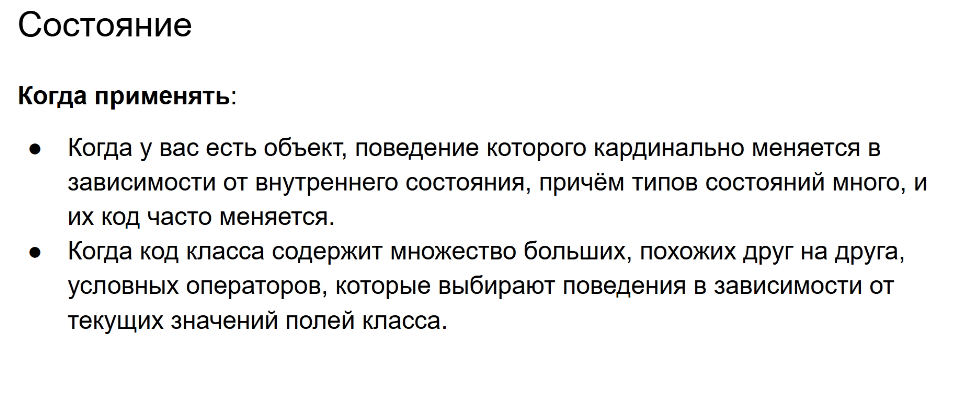 Состояние
Когда применять:
● Когда у вас есть объект, поведение которого кардинально меняется в
зависимости от внутреннего состояния, причём типов состояний много, и
их код часто меняется.
● Когда код класса содержит множество больших, похожих друг на друга,
условных операторов, которые выбирают поведения в зависимости от
текущих значений полей класса.